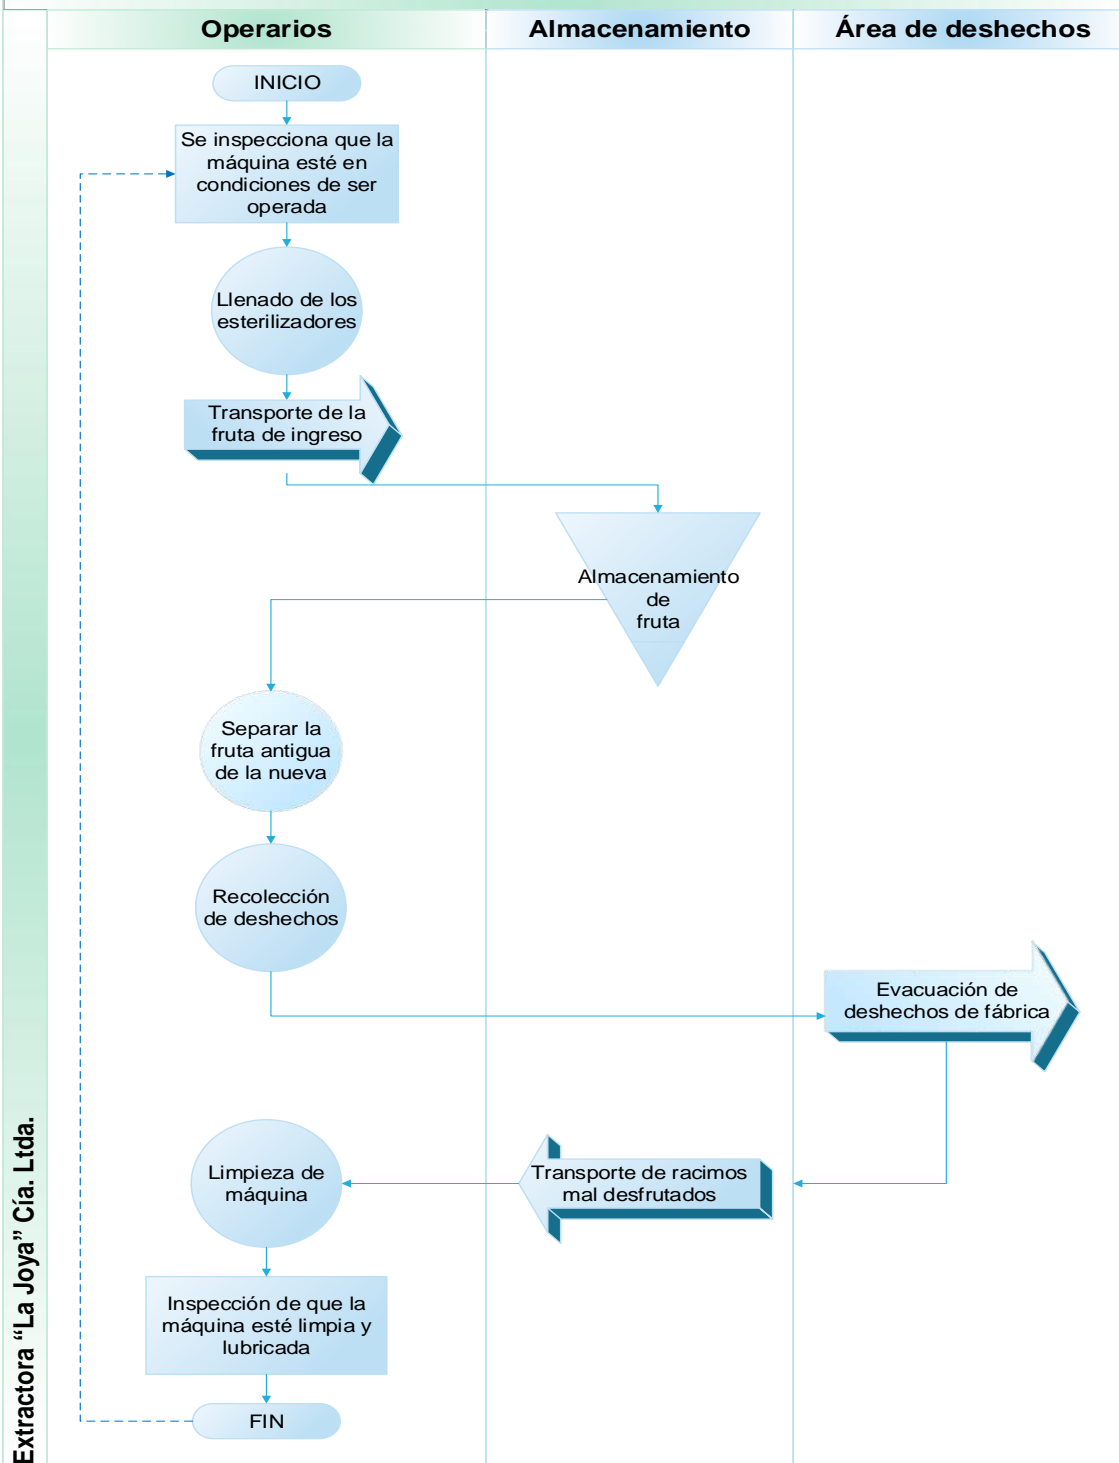 Operarios
Almacenamiento
Área de deshechos
INICIO
Se inspecciona que la
máquina esté en
condiciones de ser
operada
Llenado de los
esterilizadores
Transporte de la
fruta de ingreso
Almacenamiento
de
fruta
Separar la
fruta antigua
de la nueva
Recolección
de deshechos
Evacuación de
deshechos de fábrica
Transporte de racimos
mal desfrutados
Limpieza de
máquina
Inspección de que la
máquina esté limpia y
lubricada
FIN
Extractora “La Joya” Cía. Ltda.